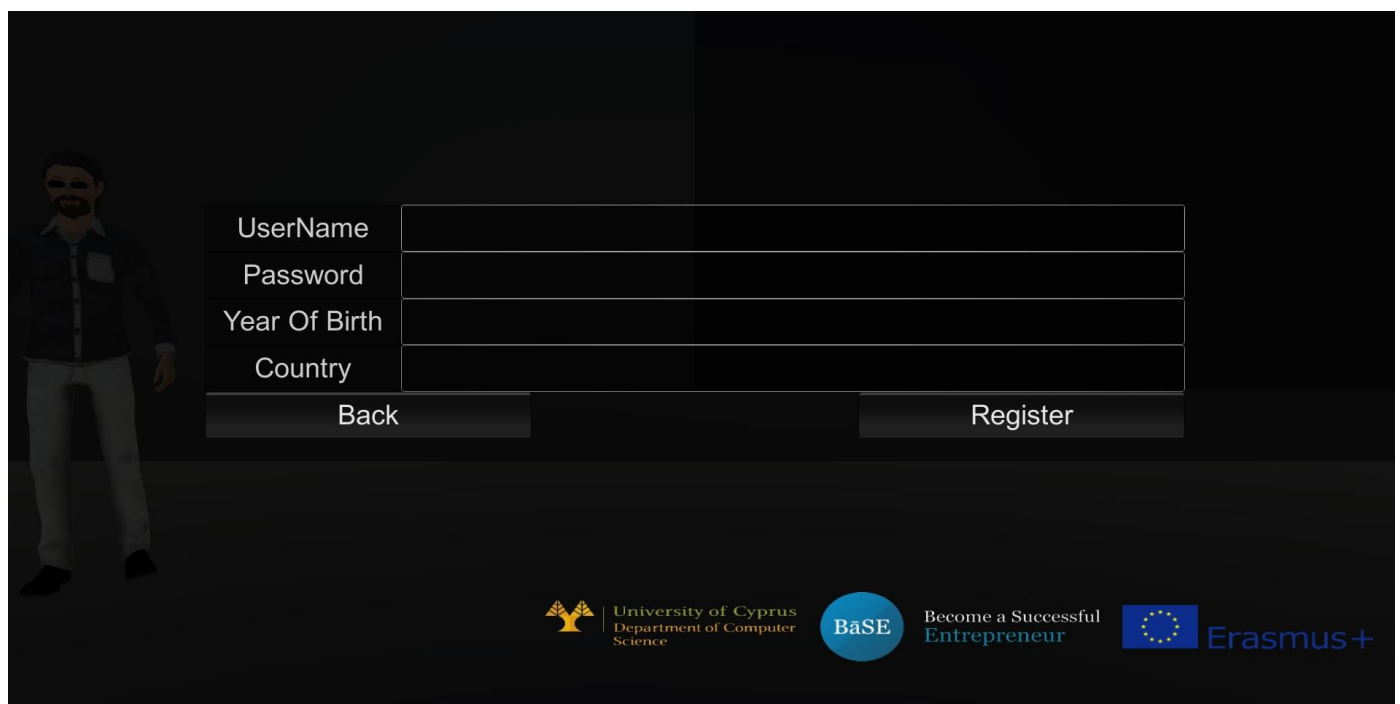 UserName
Password
Year Of Birth
Country
Back
Register
University of Cyprus
Department of Computer
Science
BāSE
Become a Successful
Entrepreneur
Erasmus+